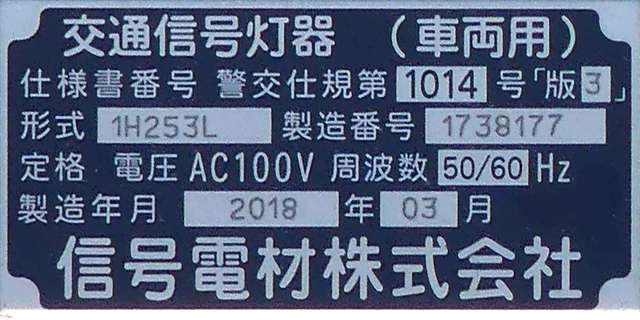 交通信号灯器 (車両用)
仕様書番号 警交仕規第 1014 号「版 3」
形式 1H253L 製造番号 1738177
定格 電圧 AC100V 周波数 50/60 Hz
製造年月 2018 年 03 月
信号電材株式会社